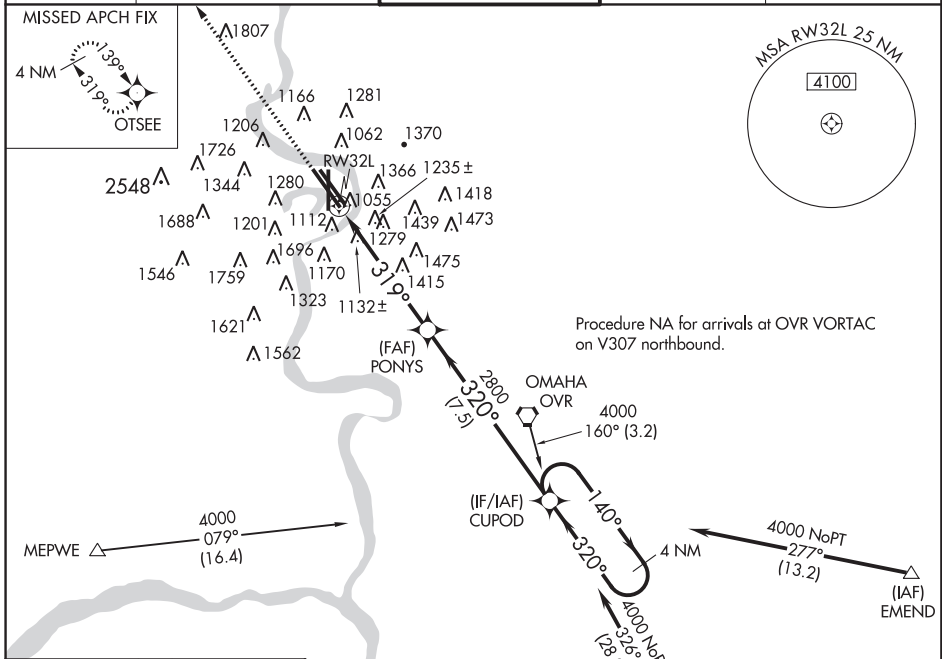 MISSED APCH FIX
4 NM
139°
319°
OTSEE
1807
MSA RW32L 25 NM
4100
1166
1281
1206
1062
1370
1726
RW32L
1366
1235 ±
2548
1344
1280
1055
1418
1688
1201
1112
1439
1473
1279
1546
1759
1696
1170
1475
1415
1323
1132 ±
319°
1621
1562
(FAF)
PONYS
Procedure NA for arrivals at OVR VORTAC
on V307 northbound.
2800
320°
(7.5)
OMAHA
OVR
4000
160° (3.2)
(IF/IAF)
CUPOD
140°
320°
4 NM
MEPWE
4000
079°
(16.4)
4000 NoPT
277°
(13.2)
(IAF)
EMEND
4000
326°